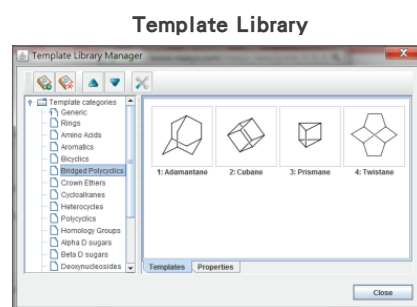 Template Library
Template Library Manager
Template categories
Generic
Rings
Amino Acids
Aromatics
Bicyclics
Bridged Polycyclics
Crown Ethers
Cycloalkanes
Heterocycles
Polycyclics
Homology Groups
Alpha D sugars
Beta D sugars
Deoxynucleosides
1: Adamantane
2: Cubane
3: Prismane
4: Twistane
Templates
Properties
Close